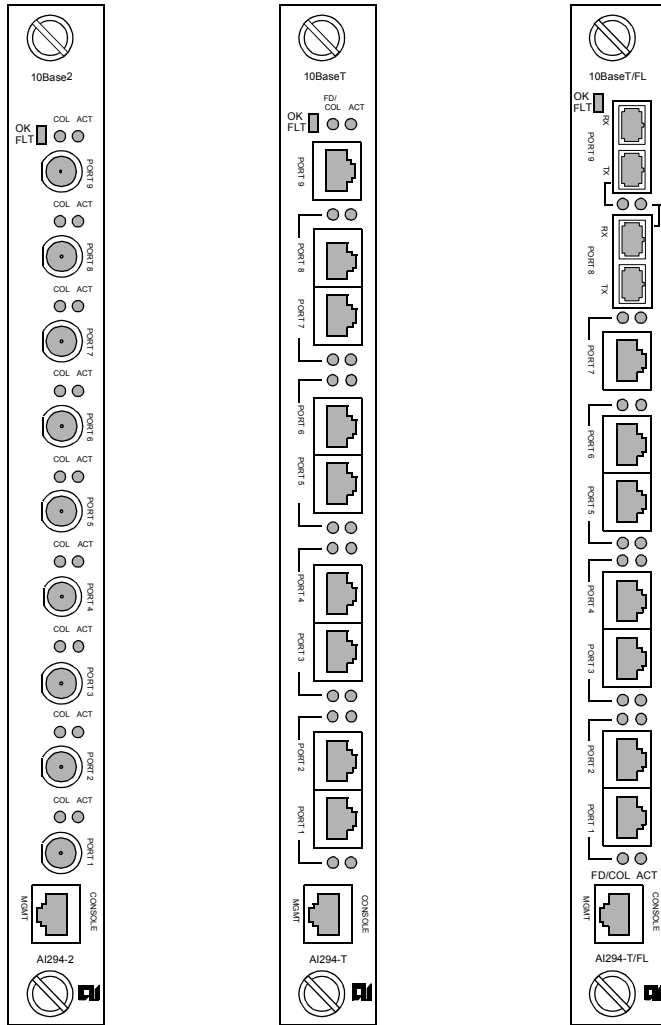 10Base2
COL ACT
OK
FLT
PORT 9
COL ACT
PORT 8
COL ACT
PORT 7
COL ACT
PORT 6
COL ACT
PORT 5
COL ACT
PORT 4
COL ACT
PORT 3
COL ACT
PORT 2
COL ACT
PORT 1
MGMT
CONSOLE
AI294-2
10BaseT
FD/
COL ACT
OK
FLT
PORT 9
PORT 8
PORT 7
PORT 6
PORT 5
PORT 4
PORT 3
PORT 2
PORT 1
MGMT
CONSOLE
AI294-T
10BaseT/FL
OK
FLT
RX
PORT 9
TX
RX
PORT 8
TX
PORT 7
PORT 6
PORT 5
PORT 4
PORT 3
PORT 2
PORT 1
FD/COL ACT
MGMT
CONSOLE
AI294-T/FL